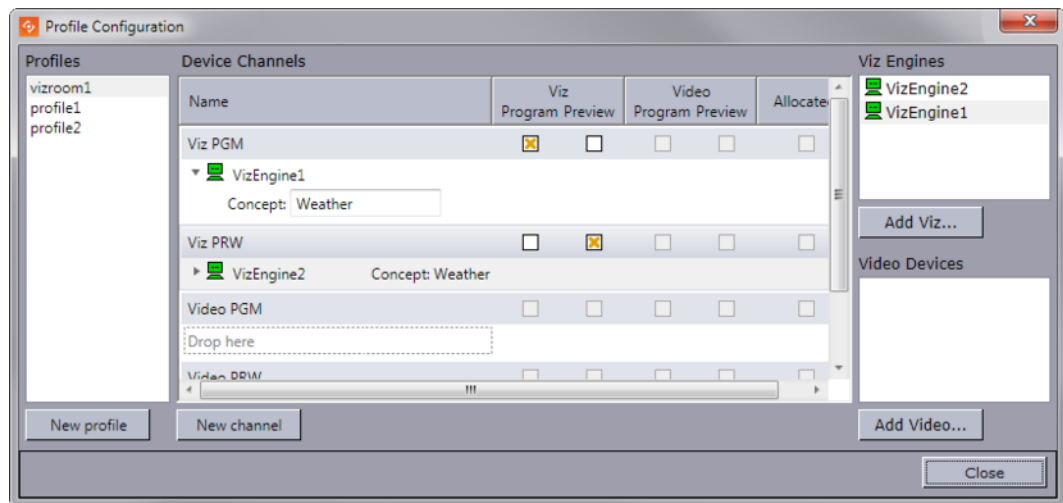 Profile Configuration
Profiles
vizroom1
profile1
profile2
New profile
Device Channels
Name
Viz
Program Preview
Video
Program Preview
Allocate
Viz PGM
VizEngine1
Concept: Weather
Viz PRW
VizEngine2 Concept: Weather
Video PGM
Drop here
Video PRW
New channel
Viz Engines
VizEngine2
VizEngine1
Add Viz...
Video Devices
Add Video...
Close